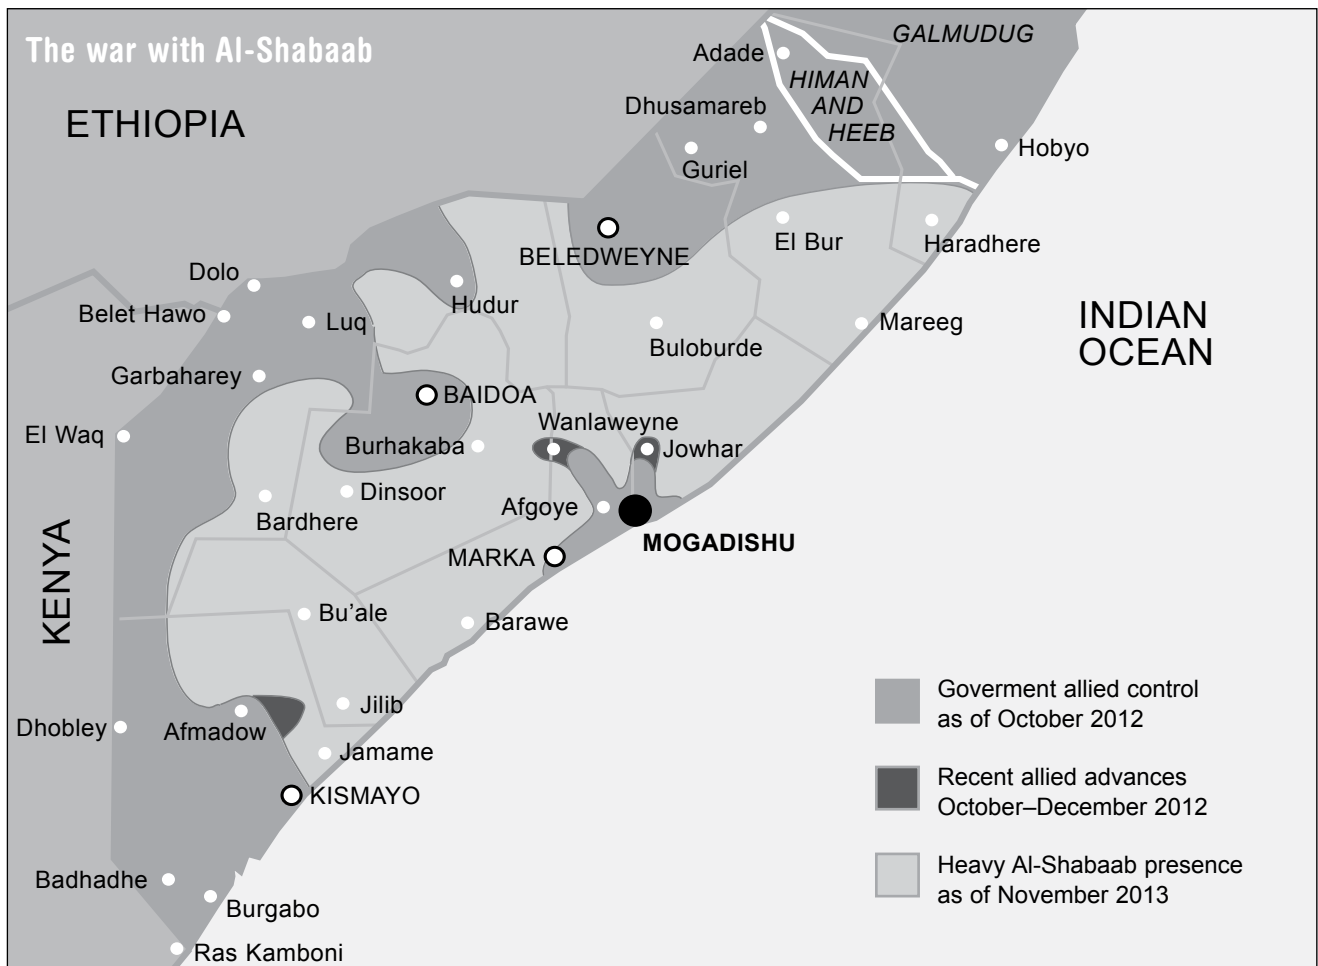 The war with Al-Shabaab
GALMUDUG
Adade
HIMAN
AND
HEEB
ETHIOPIA
Dhusamareb
Hobyo
Guriel
El Bur
Haradhere
BELEDWEYNE
Dolo
Hudur
Belet Hawo
Luq
INDIAN
OCEAN
Mareeg
Buloburde
Garbaharey
BAIDOA
Wanlaweyne
El Waq
Burhakaba
Jowhar
Dinsoor
Afgoye
Bardhere
MOGADISHU
MARKA
KENYA
Bu'ale
Barawe
Goverment allied control
as of October 2012
Jilib
Dhobley
Afmadow
Jamame
Recent allied advances
October–December 2012
KISMAYO
Heavy Al-Shabaab presence
as of November 2013
Badhadhe
Burgabo
Ras Kamboni